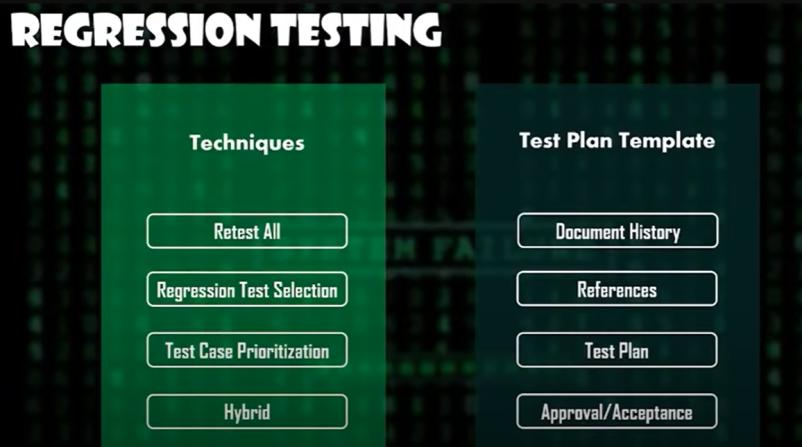 REGRESSION TESTING
Techniques
Retest All
Regression Test Selection
Test Case Prioritization
Hybrid
Test Plan Template
Document History
References
Test Plan
Approval/Acceptance